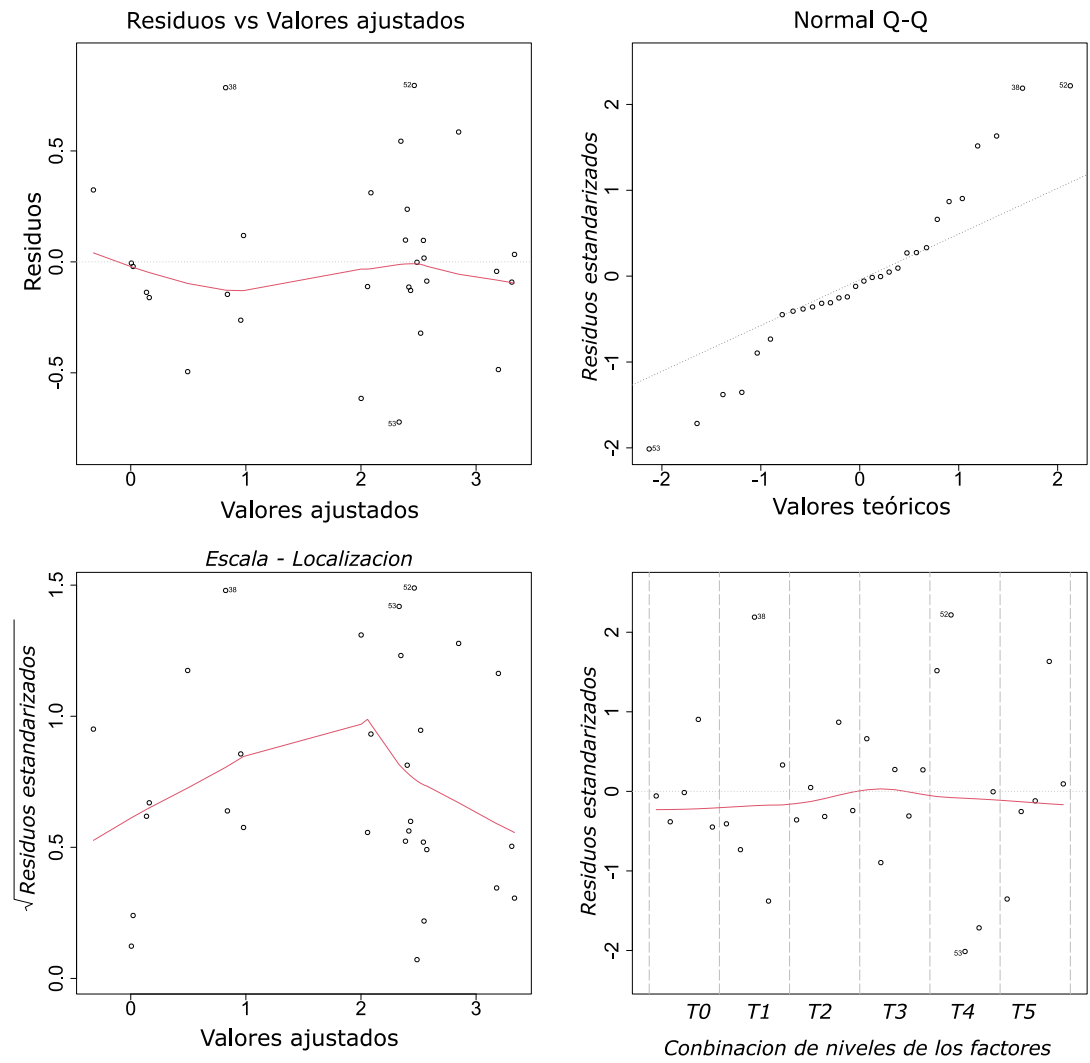 Residuos vs Valores ajustados
Residuos
0.5
0.0
-0.5
38
52
53
0 1 2 3
Valores ajustados
Normal Q-Q
Residuos estandarizados
2
1
0
-1
-2
38
52
53
-2 -1 0 1 2
Valores teóricos
Escala - Localizacion
√Residuos estandarizados
1.5
1.0
0.5
0.0
38
52
53
0 1 2 3
Valores ajustados
Residuos estandarizados
2
1
0
-1
-2
38
52
53
T0 T1 T2 T3 T4 T5
Conbinacion de niveles de los factores